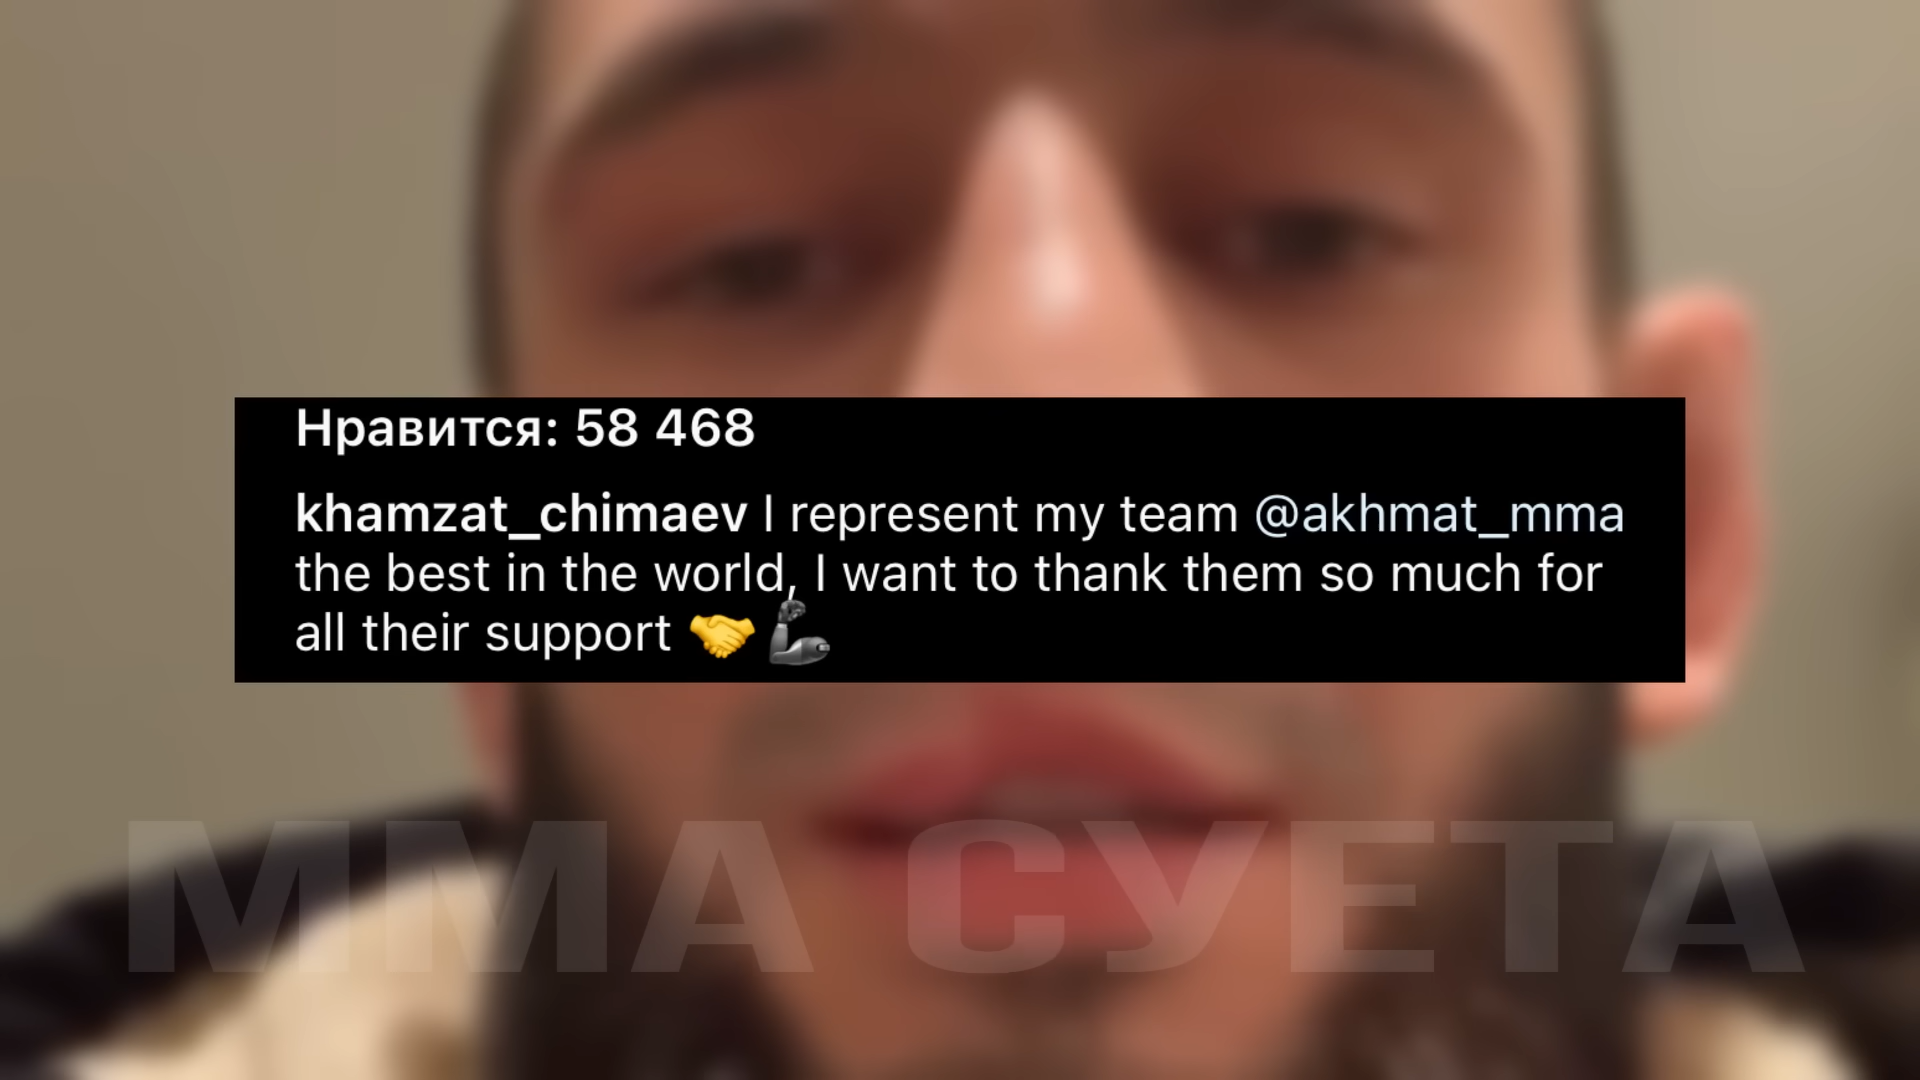 Нравится: 58 468
khamzat_chimaev I represent my team @akhmat_mma
the best in the world, I want to thank them so much for
all their support 🤝🦾
ММА СУЕТА